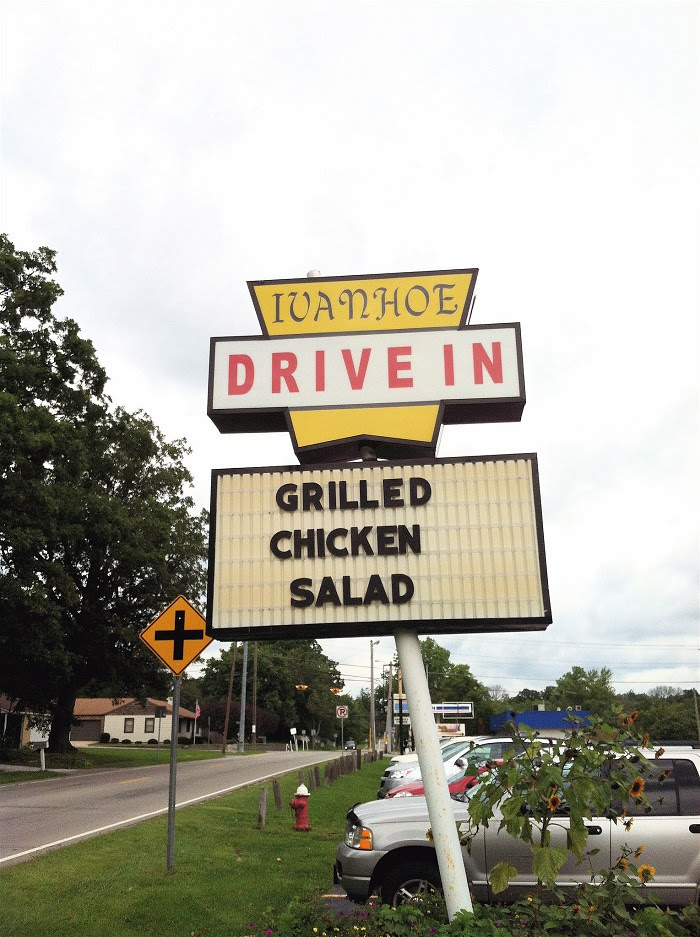 IVANHOE
DRIVE IN
GRILLED
CHICKEN
SALAD